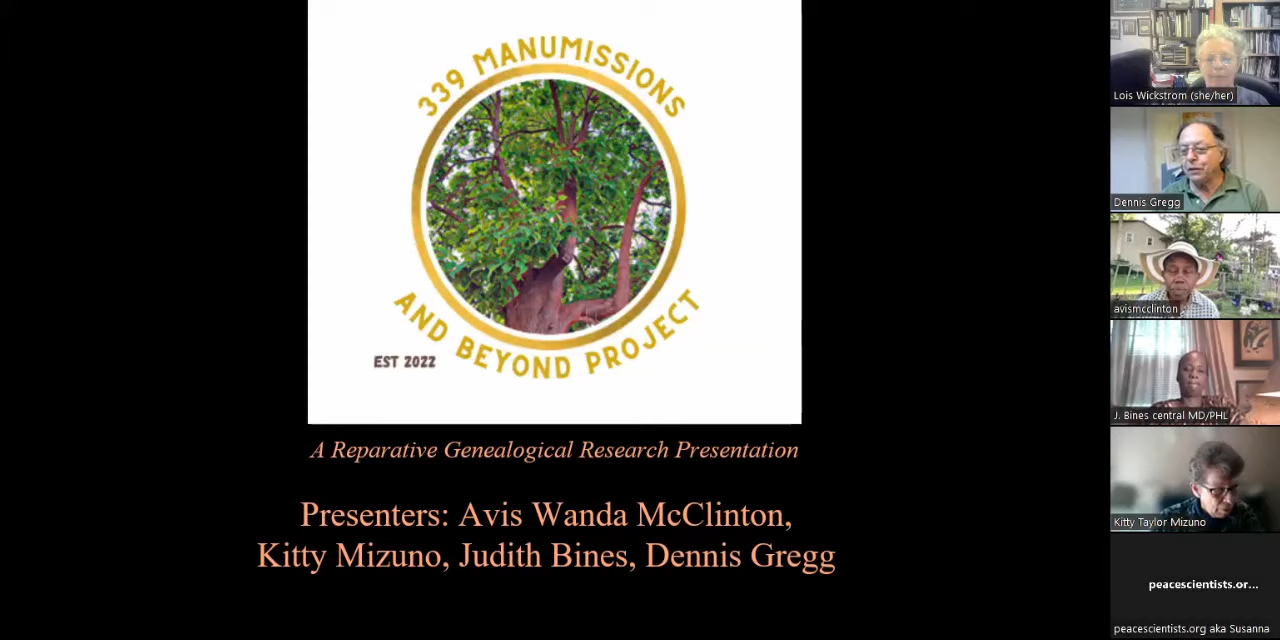 339 MANUMISSIONS
AND BEYOND PROJECT
EST 2022
A Reparative Genealogical Research Presentation
Presenters: Avis Wanda McClinton,
Kitty Mizuno, Judith Bines, Dennis Gregg
Lois Wickstrom (she/her)
Dennis Gregg
avismcclinton
J. Bines central MD/PHL
Kitty Taylor Mizuno
peacescientists.or...
peacescientists.org aka Susanna